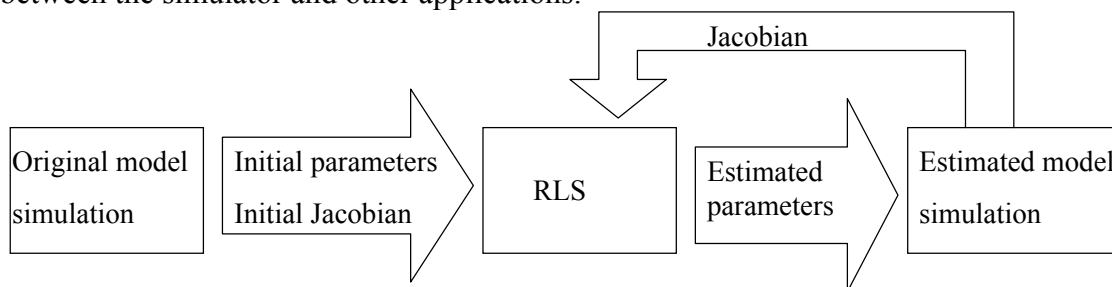 between the simulator and other applications.
Jacobian
Original model
simulation
Initial parameters
Initial Jacobian
RLS
Estimated
parameters
Estimated model
simulation